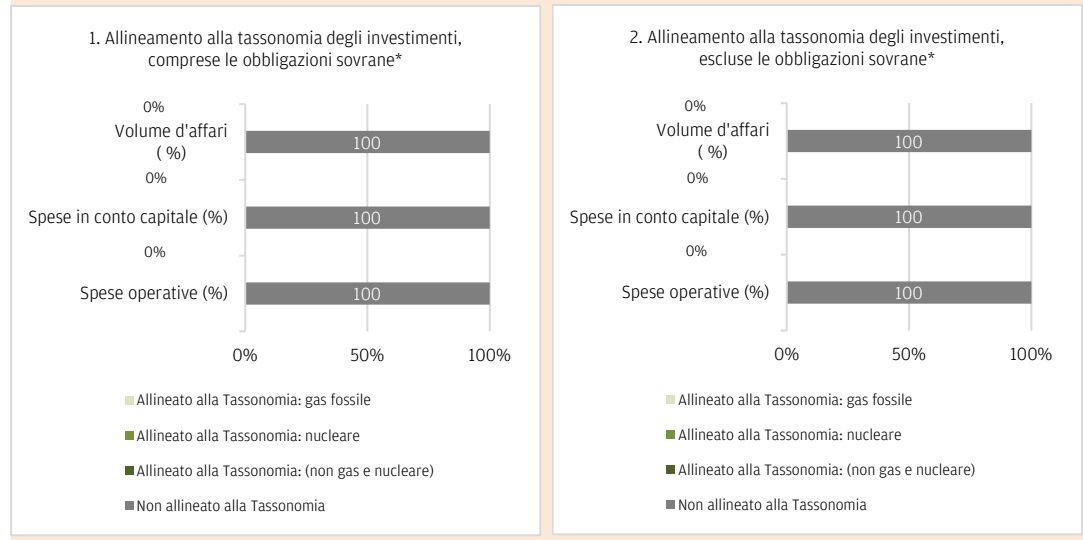 1. Allineamento alla tassonomia degli investimenti,
comprese le obbligazioni sovrane*
0%
Volume d'affari
( %)
100
0%
Spese in conto capitale (%)
100
0%
Spese operative (%)
100
0%
50%
100%
Allineato alla Tassonomia: gas fossile
Allineato alla Tassonomia: nucleare
Allineato alla Tassonomia: (non gas e nucleare)
Non allineato alla Tassonomia
2. Allineamento alla tassonomia degli investimenti,
escluse le obbligazioni sovrane*
0%
Volume d'affari
( %)
100
0%
Spese in conto capitale (%)
100
0%
Spese operative (%)
100
0%
50%
100%
Allineato alla Tassonomia: gas fossile
Allineato alla Tassonomia: nucleare
Allineato alla Tassonomia: (non gas e nucleare)
Non allineato alla Tassonomia